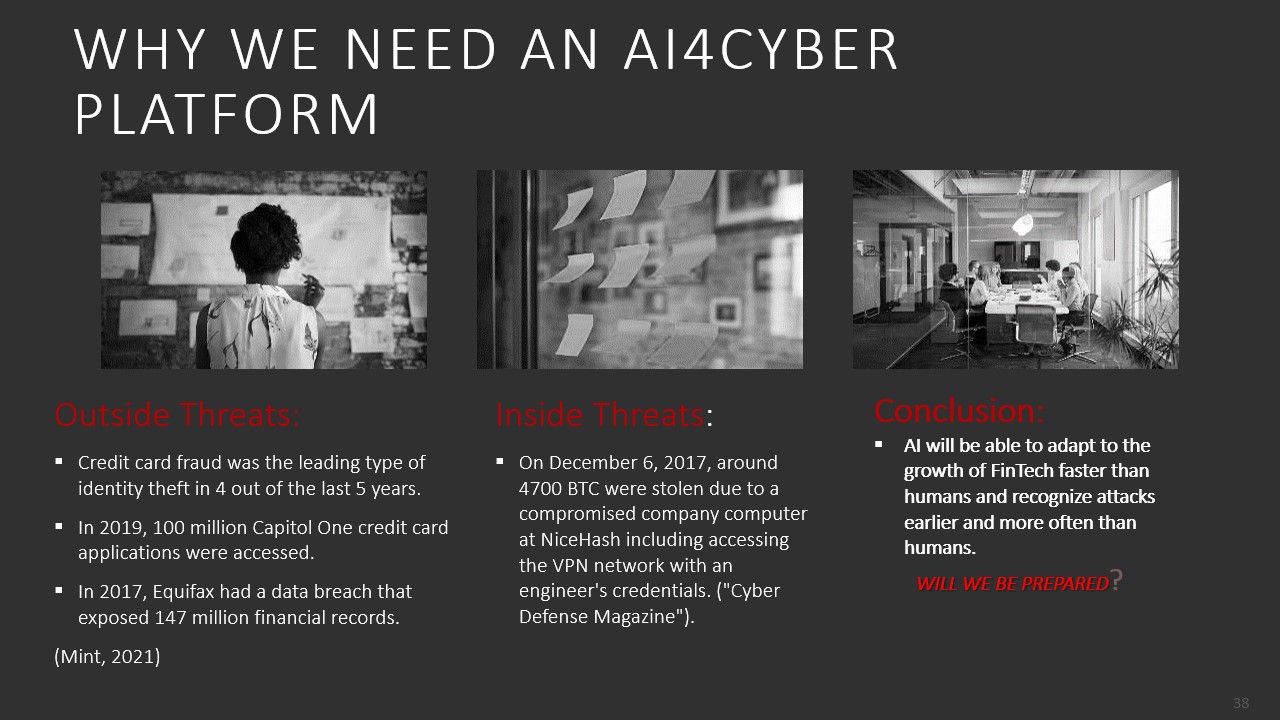 WHY WE NEED AN AI4CYBER
PLATFORM
Outside Threats:
▪ Credit card fraud was the leading type of
identity theft in 4 out of the last 5 years.
▪ In 2019, 100 million Capitol One credit card
applications were accessed.
▪ In 2017, Equifax had a data breach that
exposed 147 million financial records.
(Mint, 2021)
Inside Threats:
▪ On December 6, 2017, around
4700 BTC were stolen due to a
compromised company computer
at NiceHash including accessing
the VPN network with an
engineer's credentials. ("Cyber
Defense Magazine").
Conclusion:
▪ AI will be able to adapt to the
growth of FinTech faster than
humans and recognize attacks
earlier and more often than
humans.
WILL WE BE PREPARED?
38